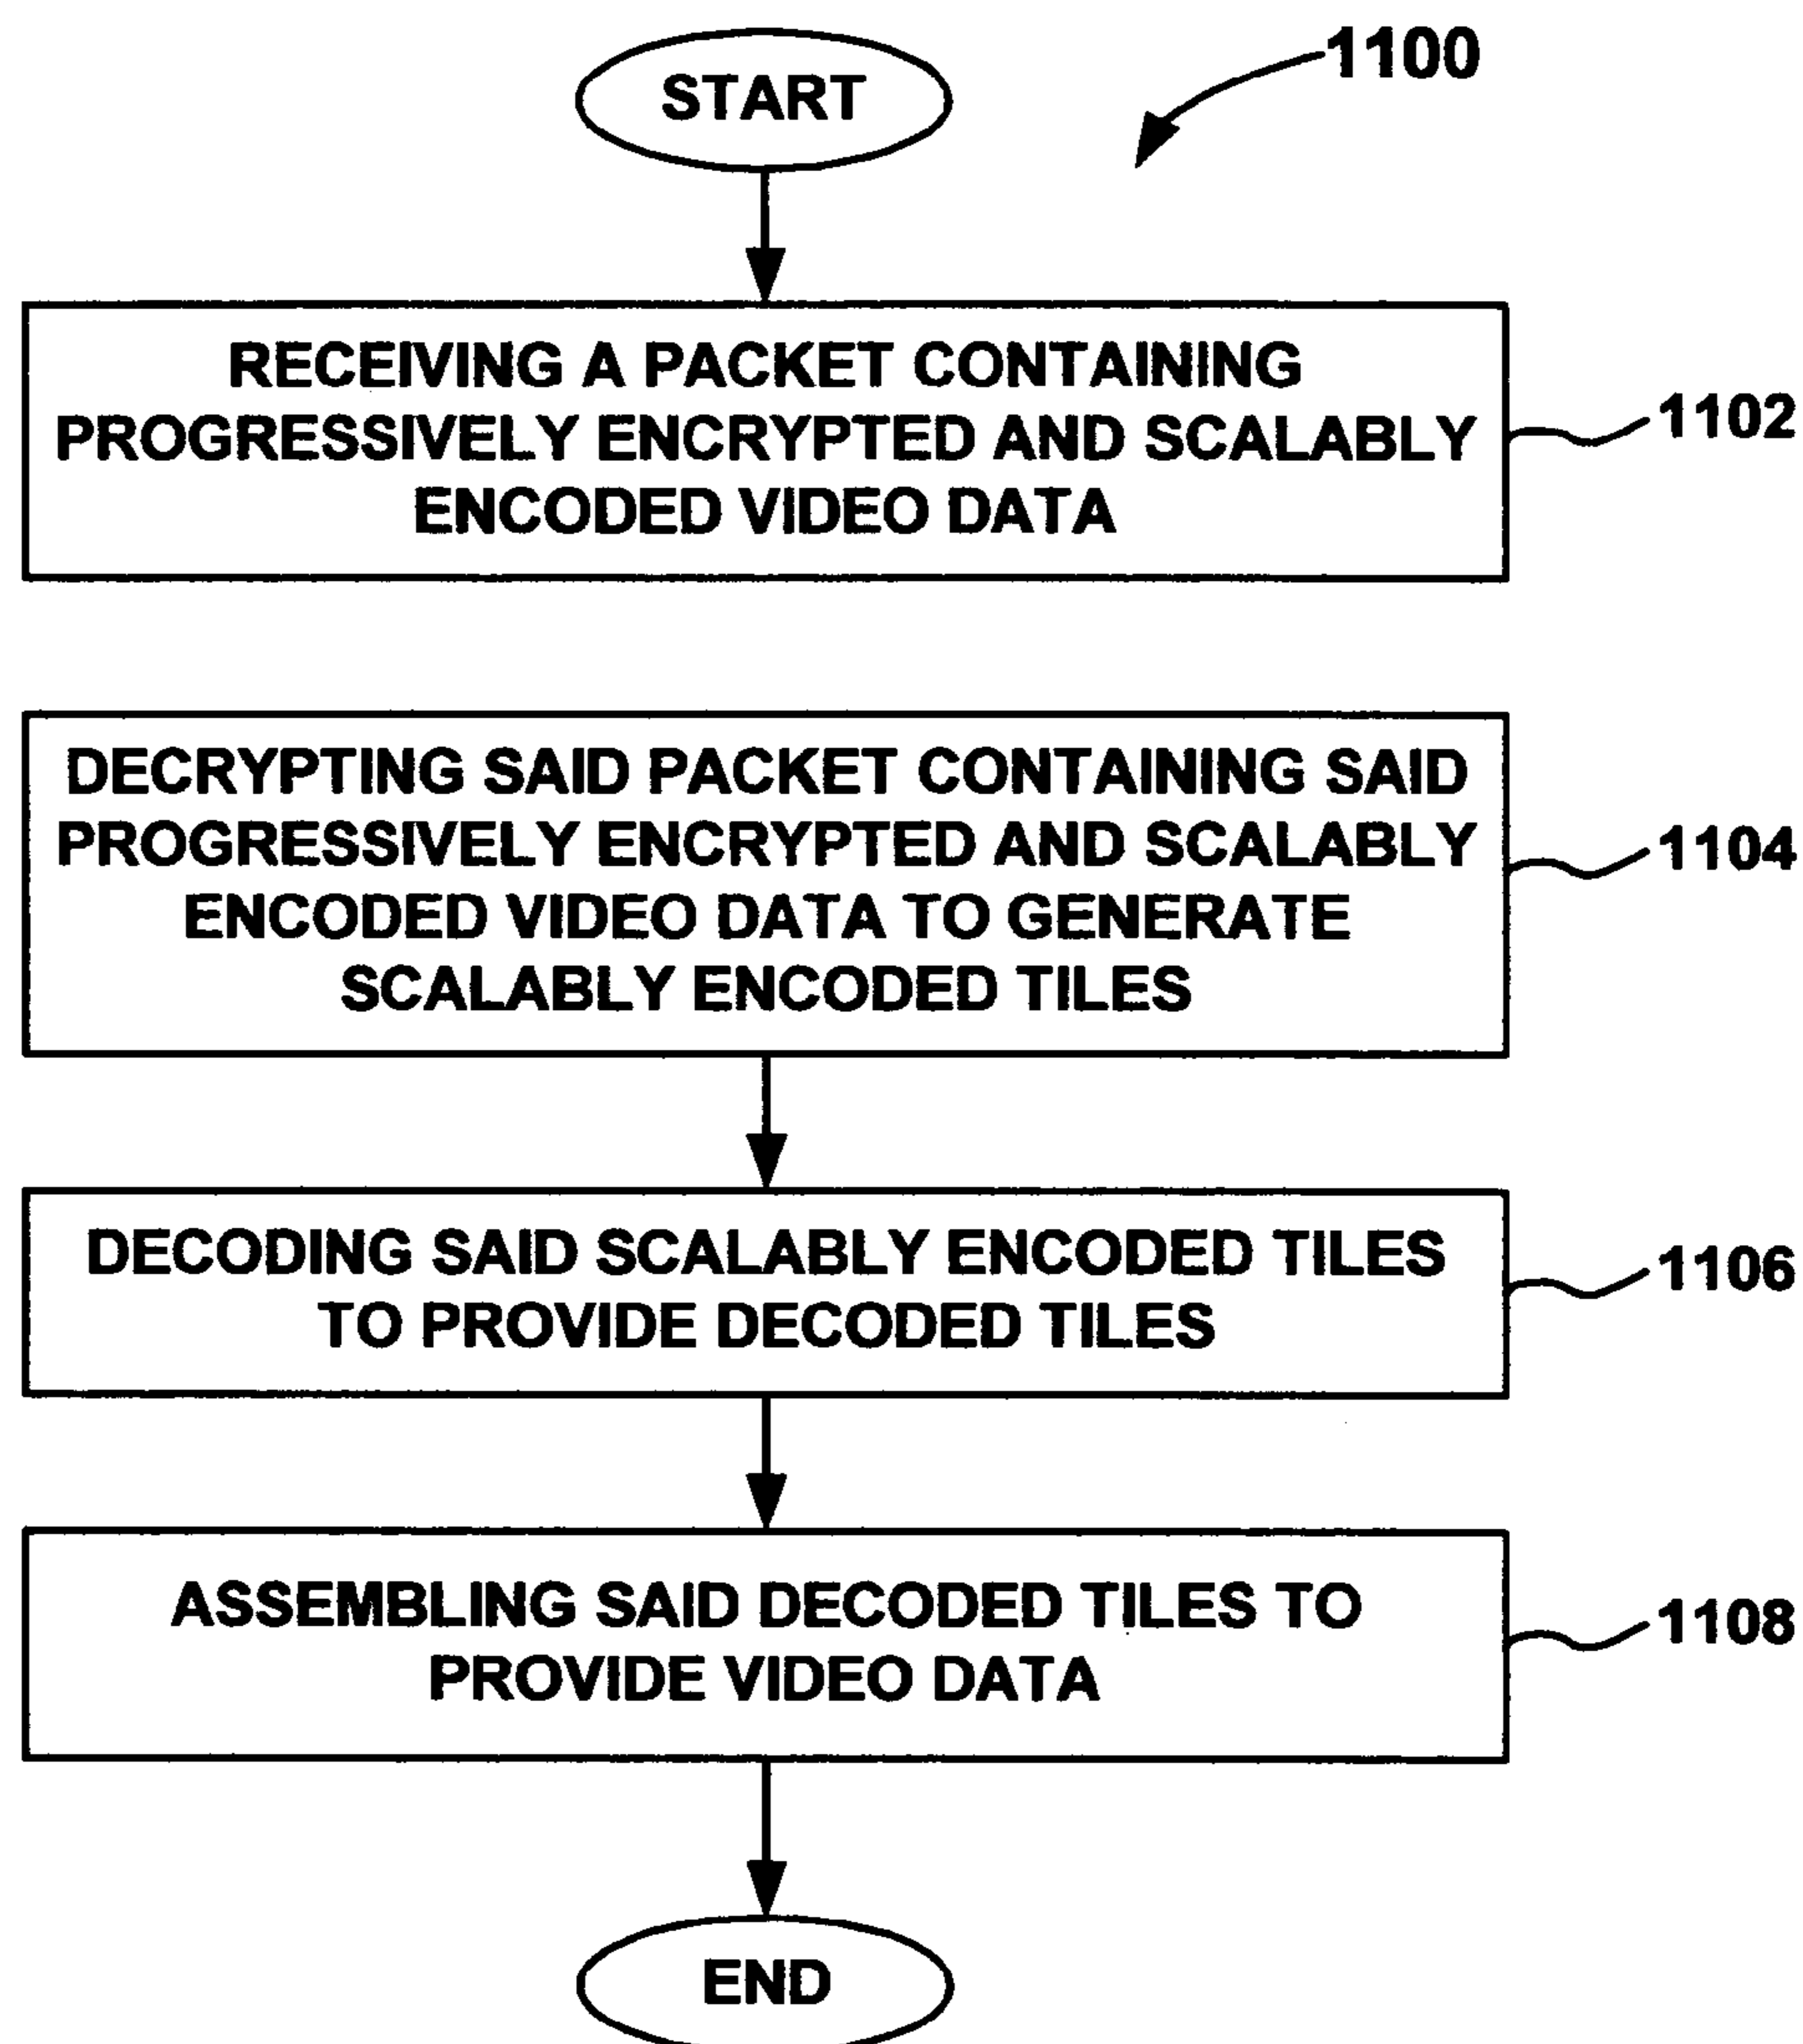 START
1100
RECEIVING A PACKET CONTAINING
PROGRESSIVELY ENCRYPTED AND SCALABLY
ENCODED VIDEO DATA
1102
DECRYPTING SAID PACKET CONTAINING SAID
PROGRESSIVELY ENCRYPTED AND SCALABLY
ENCODED VIDEO DATA TO GENERATE
SCALABLY ENCODED TILES
1104
DECODING SAID SCALABLY ENCODED TILES
TO PROVIDE DECODED TILES
1106
ASSEMBLING SAID DECODED TILES TO
PROVIDE VIDEO DATA
1108
END